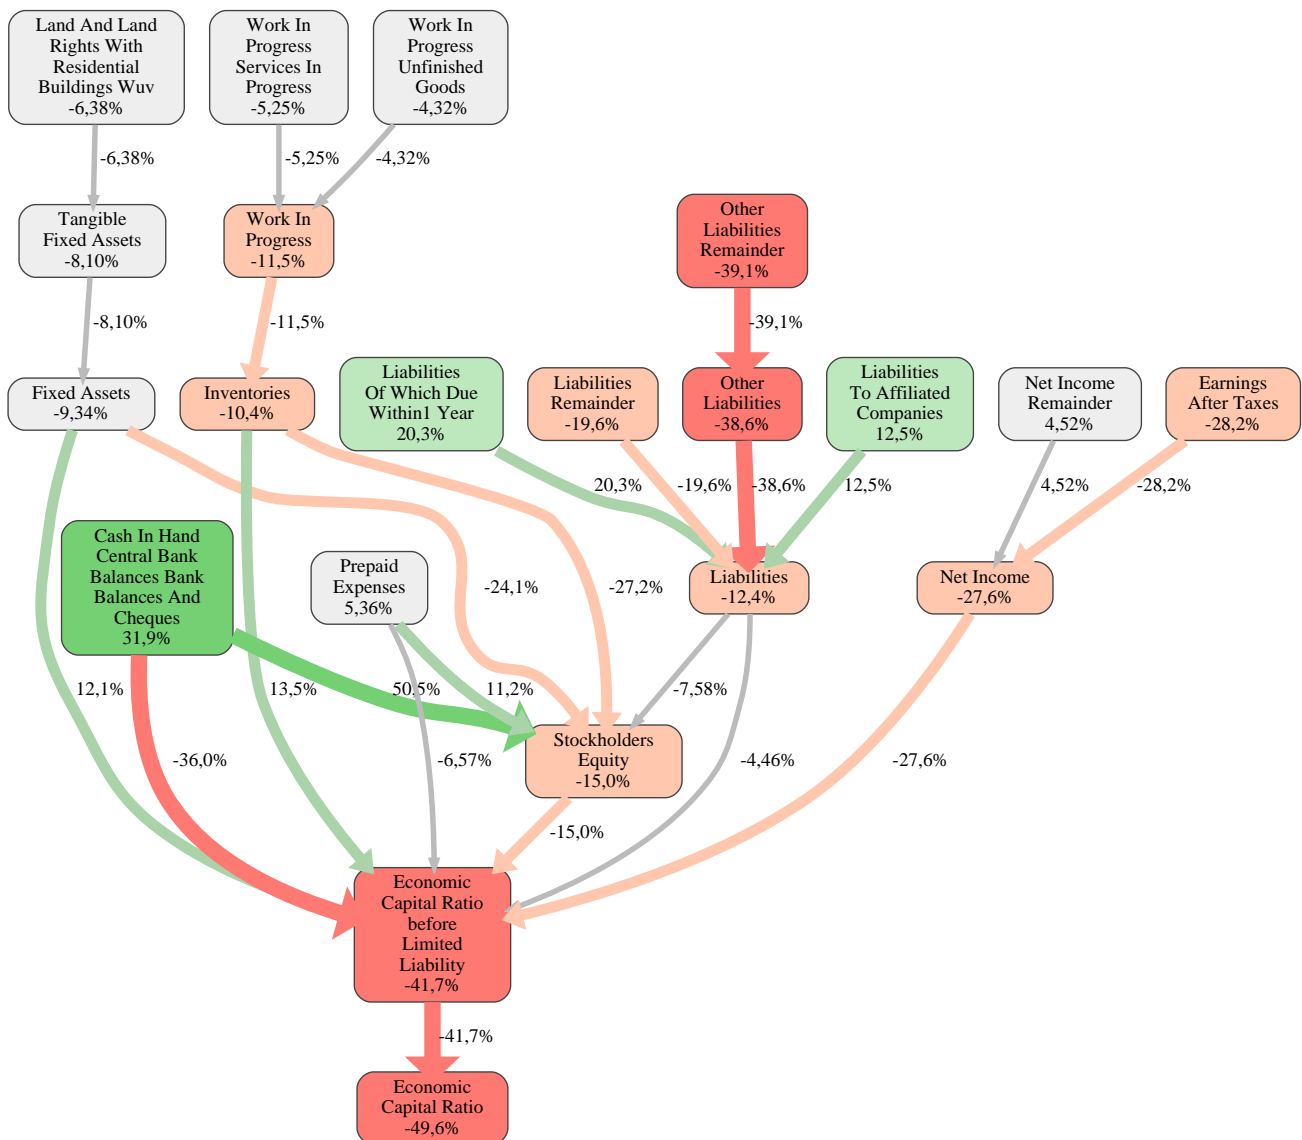 Land And Land
Rights With
Residential
Buildings Wuv
-6,38%
Work In
Progress
Services In
Progress
-5,25%
Work In
Progress
Unfinished
Goods
-4,32%
-6,38%
-5,25%
-4,32%
Tangible
Fixed Assets
-8,10%
Work In
Progress
-11,5%
Other
Liabilities
Remainder
-39,1%
-8,10%
-11,5%
-39,1%
Fixed Assets
-9,34%
Inventories
-10,4%
Liabilities
Of Which Due
Within1 Year
20,3%
Liabilities
Remainder
-19,6%
Other
Liabilities
-38,6%
Liabilities
To Affiliated
Companies
12,5%
Net Income
Remainder
4,52%
Earnings
After Taxes
-28,2%
20,3%
-19,6%
-38,6%
12,5%
4,52%
-28,2%
Cash In Hand
Central Bank
Balances Bank
Balances And
Cheques
31,9%
Prepaid
Expenses
5,36%
-24,1%
-27,2%
Liabilities
-12,4%
Net Income
-27,6%
12,1%
13,5%
50,5%
11,2%
-7,58%
-36,0%
-6,57%
Stockholders
Equity
-15,0%
-4,46%
-27,6%
-15,0%
Economic
Capital Ratio
before
Limited
Liability
-41,7%
-41,7%
Economic
Capital Ratio
-49,6%